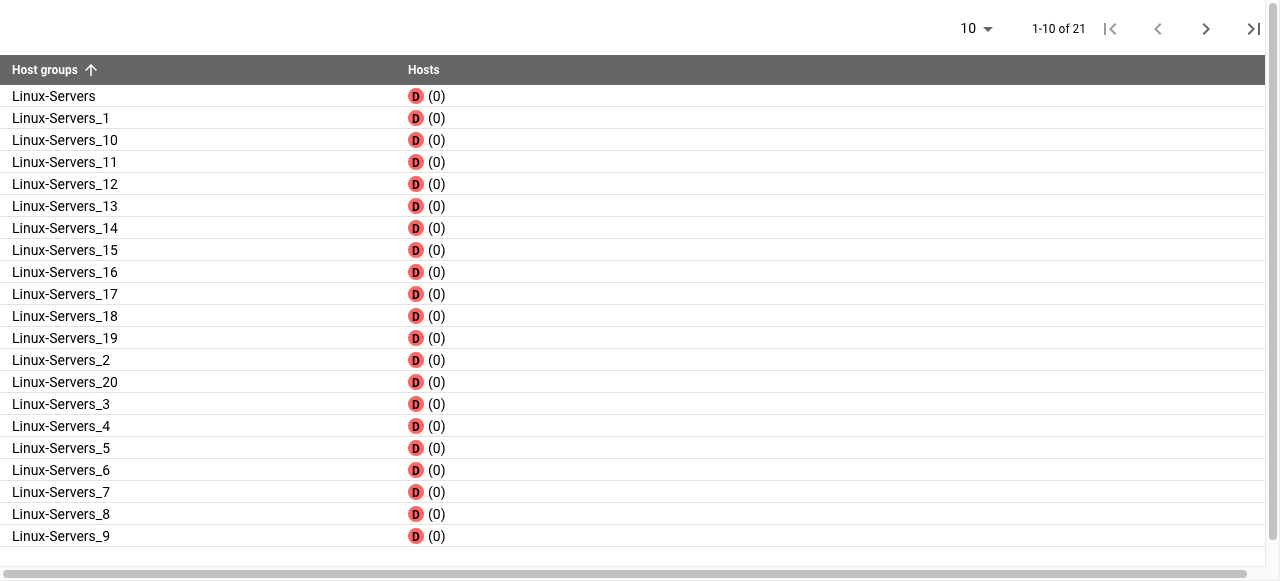 10 1-10 of 21
Host groups Hosts
Linux-Servers D (0)
Linux-Servers_1 D (0)
Linux-Servers_10 D (0)
Linux-Servers_11 D (0)
Linux-Servers_12 D (0)
Linux-Servers_13 D (0)
Linux-Servers_14 D (0)
Linux-Servers_15 D (0)
Linux-Servers_16 D (0)
Linux-Servers_17 D (0)
Linux-Servers_18 D (0)
Linux-Servers_19 D (0)
Linux-Servers_2 D (0)
Linux-Servers_20 D (0)
Linux-Servers_3 D (0)
Linux-Servers_4 D (0)
Linux-Servers_5 D (0)
Linux-Servers_6 D (0)
Linux-Servers_7 D (0)
Linux-Servers_8 D (0)
Linux-Servers_9 D (0)